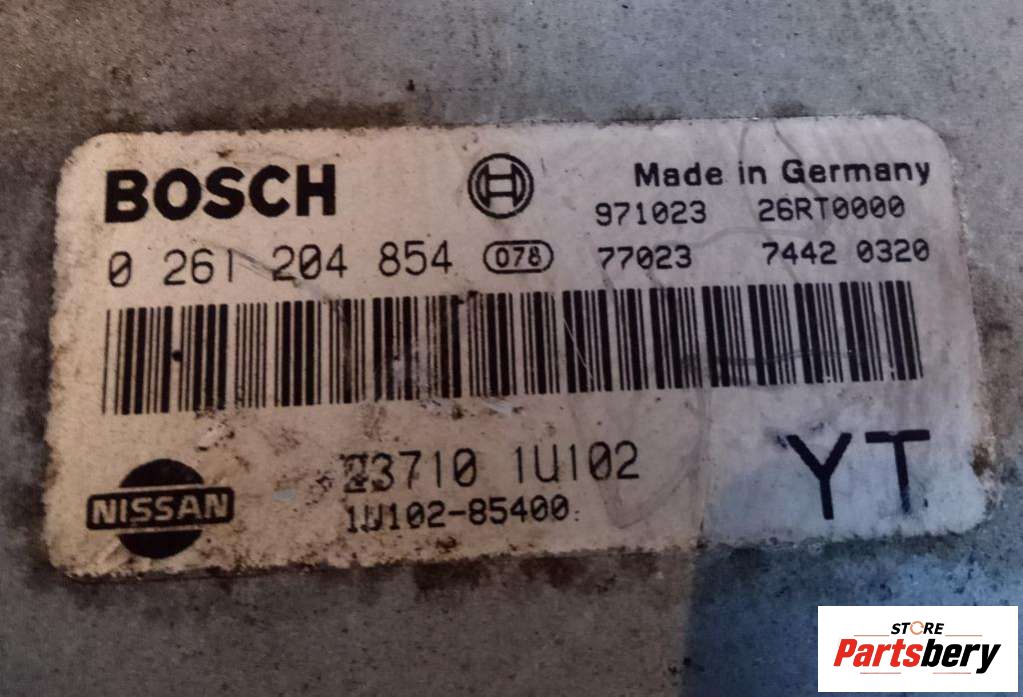 BOSCH
Made in Germany
971023 26RT0000
0 261 204 854 078 77023 7442 0320
23710 1U102
YT
NISSAN
1U102-85400
STORE
Partsbery